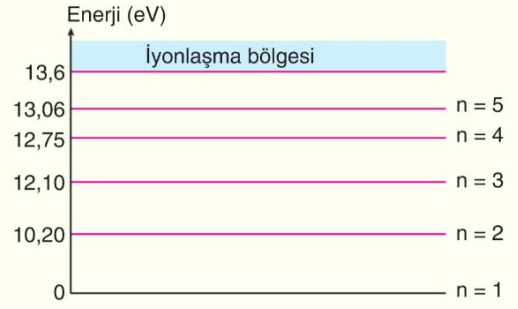 Enerji (eV)
İyonlaşma bölgesi
13,6
13,06 n = 5
12,75 n = 4
12,10 n = 3
10,20 n = 2
0 n = 1